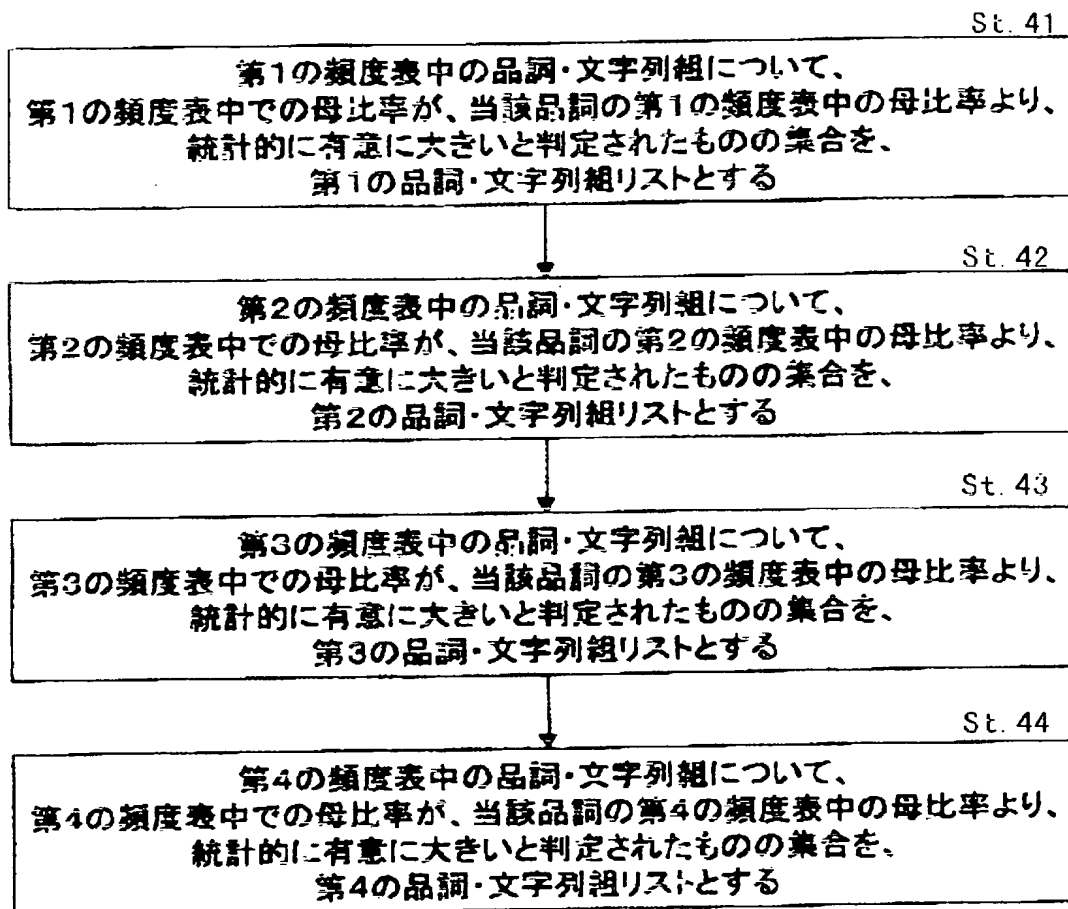 St. 41
第1の頻度表中の品詞・文字列組について、
第1の頻度表中での母比率が、当該品詞の第1の頻度表中の母比率より、
統計的に有意に大きいと判定されたものの集合を、
第1の品詞・文字列組リストとする
St. 42
第2の頻度表中の品詞・文字列組について、
第2の頻度表中での母比率が、当該品詞の第2の頻度表中の母比率より、
統計的に有意に大きいと判定されたものの集合を、
第2の品詞・文字列組リストとする
St. 43
第3の頻度表中の品詞・文字列組について、
第3の頻度表中での母比率が、当該品詞の第3の頻度表中の母比率より、
統計的に有意に大きいと判定されたものの集合を、
第3の品詞・文字列組リストとする
St. 44
第4の頻度表中の品詞・文字列組について、
第4の頻度表中での母比率が、当該品詞の第4の頻度表中の母比率より、
統計的に有意に大きいと判定されたものの集合を、
第4の品詞・文字列組リストとする